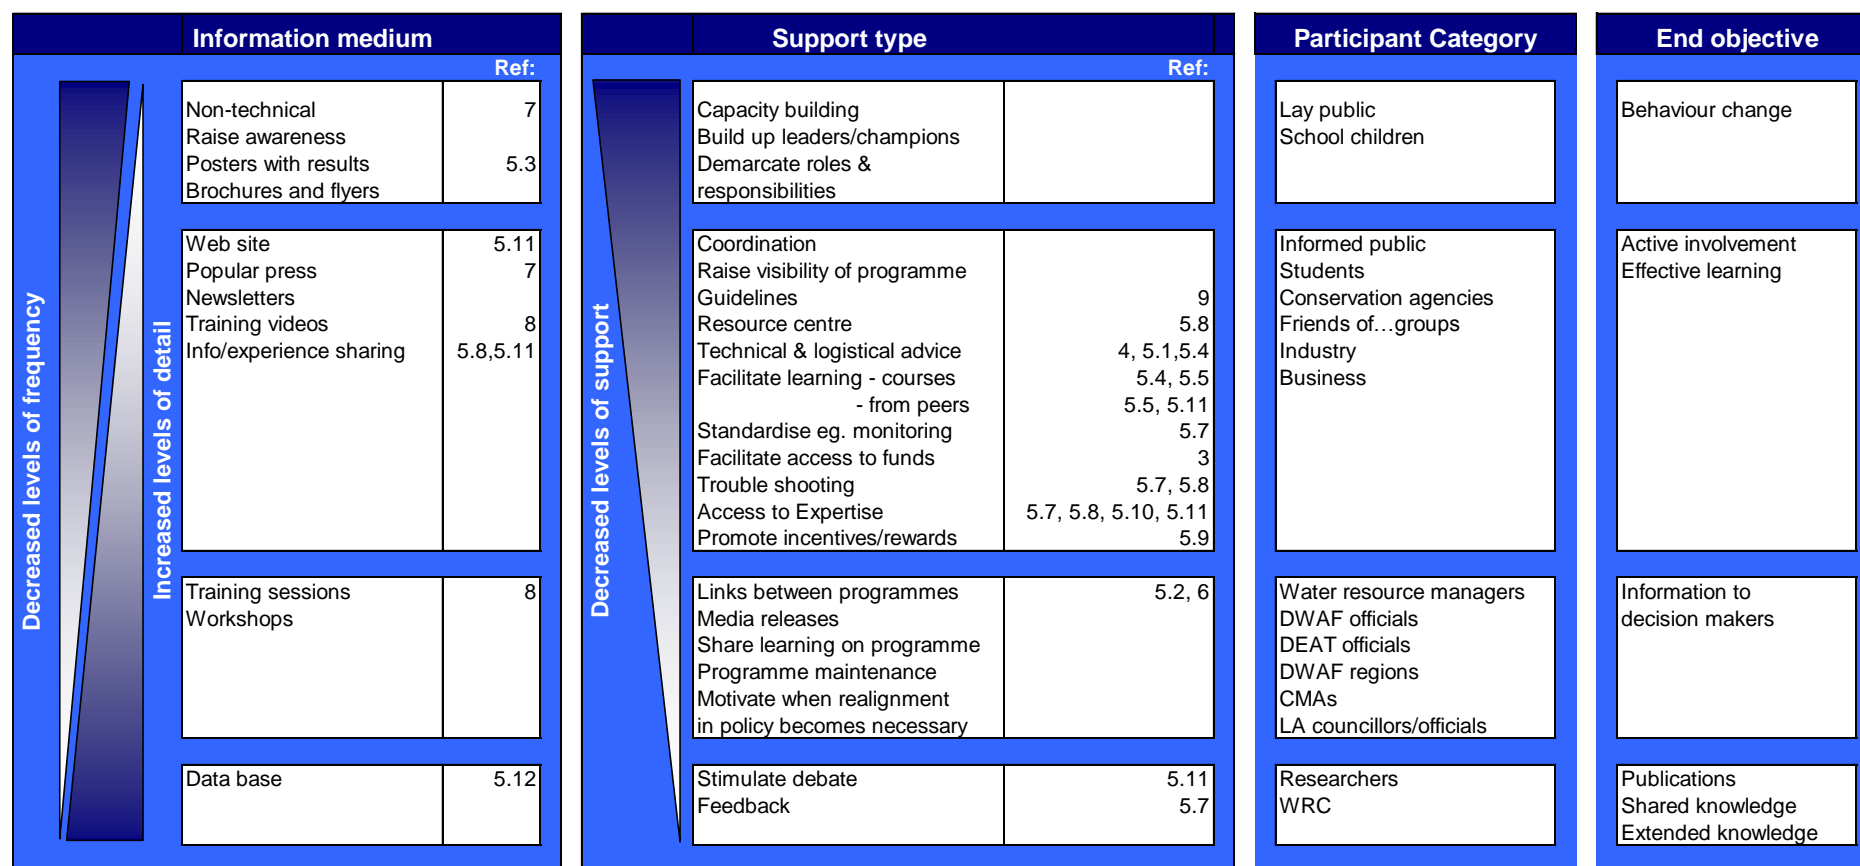 Information medium
Support type
Participant Category
End objective
Ref:
Ref:
Decreased levels of frequency
Increased levels of detail
Non-technical 7
Raise awareness
Posters with results 5.3
Brochures and flyers
Web site 5.11
Popular press 7
Newsletters
Training videos 8
Info/experience sharing 5.8,5.11
Training sessions 8
Workshops
Data base 5.12
Decreased levels of support
Capacity building
Build up leaders/champions
Demarcate roles &
responsibilities
Coordination
Raise visibility of programme
Guidelines 9
Resource centre 5.8
Technical & logistical advice 4, 5.1,5.4
Facilitate learning - courses 5.4, 5.5
- from peers 5.5, 5.11
Standardise eg. monitoring 5.7
Facilitate access to funds 3
Trouble shooting 5.7, 5.8
Access to Expertise 5.7, 5.8, 5.10, 5.11
Promote incentives/rewards 5.9
Links between programmes 5.2, 6
Media releases
Share learning on programme
Programme maintenance
Motivate when realignment
in policy becomes necessary
Stimulate debate 5.11
Feedback 5.7
Lay public
School children
Informed public
Students
Conservation agencies
Friends of…groups
Industry
Business
Water resource managers
DWAF officials
DEAT officials
DWAF regions
CMAs
LA councillors/officials
Researchers
WRC
Behaviour change
Active involvement
Effective learning
Information to
decision makers
Publications
Shared knowledge
Extended knowledge